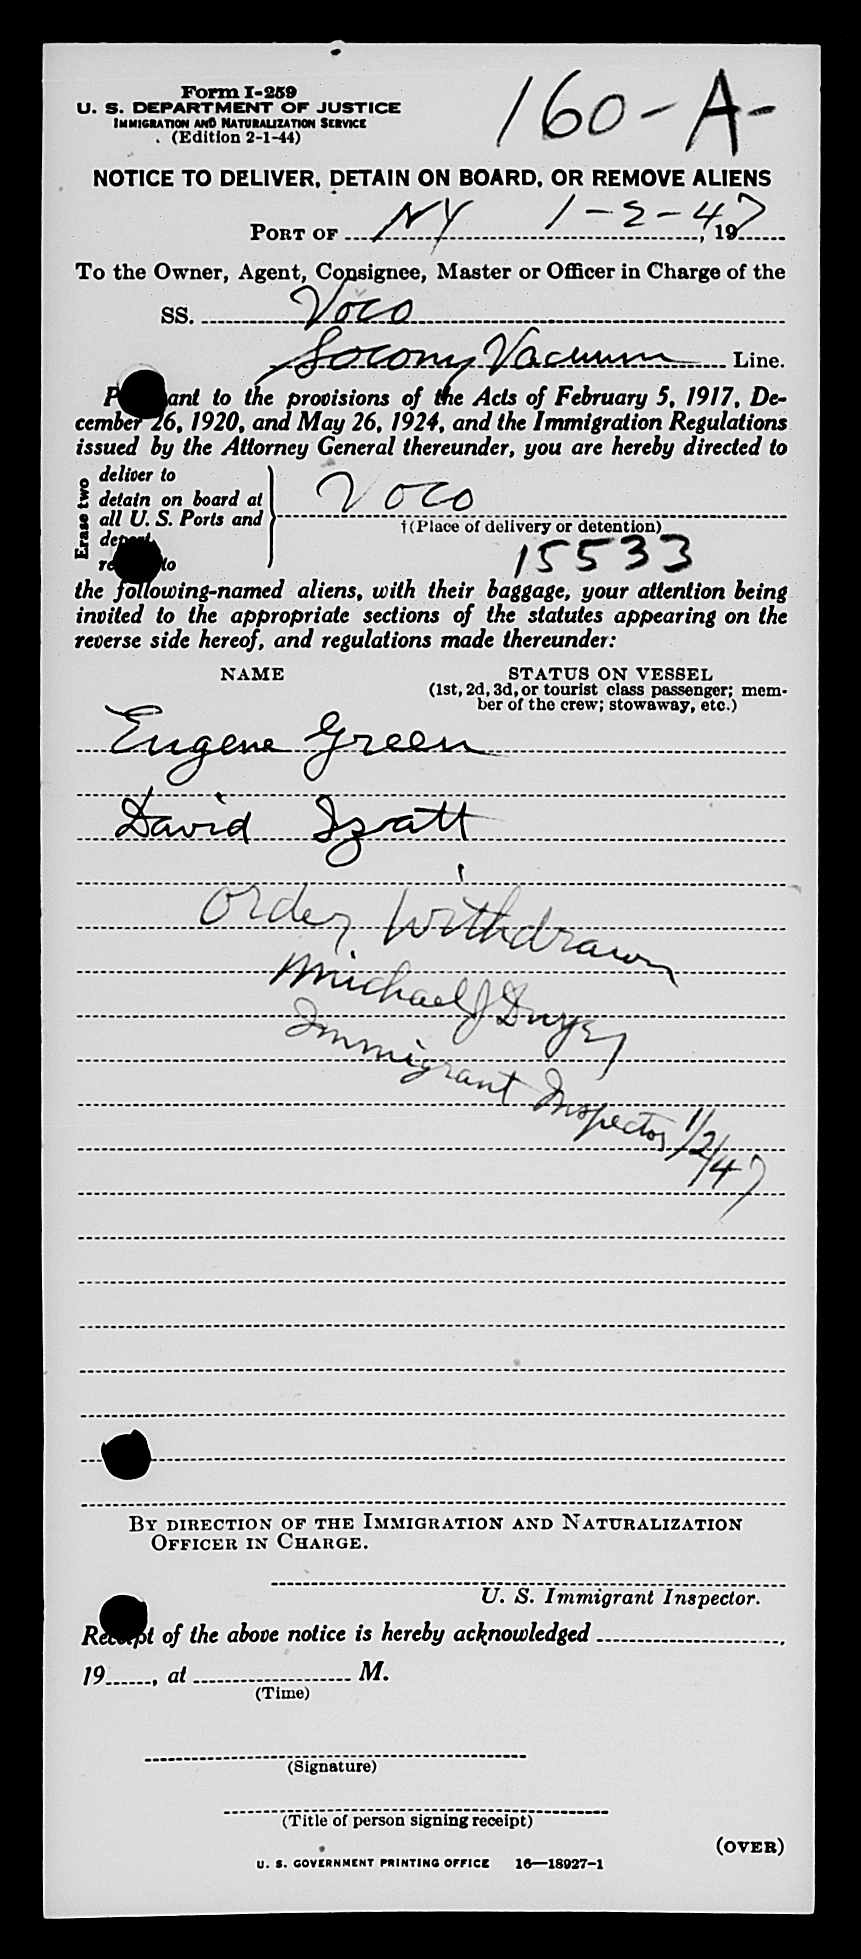 Form I-259
U. S. DEPARTMENT OF JUSTICE
IMMIGRATION AND NATURALIZATION SERVICE
(Edition 2-1-44)
160-A-
NOTICE TO DELIVER, DETAIN ON BOARD, OR REMOVE ALIENS
PORT OF NY 1-2-47, 19
To the Owner, Agent, Consignee, Master or Officer in Charge of the
SS. Voco
Socony Vacuum Line.
P ant to the provisions of the Acts of February 5, 1917, De-
cember 26, 1920, and May 26, 1924, and the Immigration Regulations
issued by the Attorney General thereunder, you are hereby directed to
Erase two
deliver to
detain on board at
all U. S. Ports and
to
Voco
†(Place of delivery or detention)
15533
the following-named aliens, with their baggage, your attention being
invited to the appropriate sections of the statutes appearing on the
reverse side hereof, and regulations made thereunder:
NAME STATUS ON VESSEL
(1st, 2d, 3d, or tourist class passenger; mem-
ber of the crew; stowaway, etc.)
Eugene Green
David Izatt
Order Withdrawn
Michael J Dwyer
Immigrant Inspector 1/2/47
BY DIRECTION OF THE IMMIGRATION AND NATURALIZATION
OFFICER IN CHARGE.
U. S. Immigrant Inspector.
Receipt of the above notice is hereby acknowledged
19 , at M.
(Time)
(Signature)
(Title of person signing receipt)
(OVER)
U. S. GOVERNMENT PRINTING OFFICE 16—18927-1